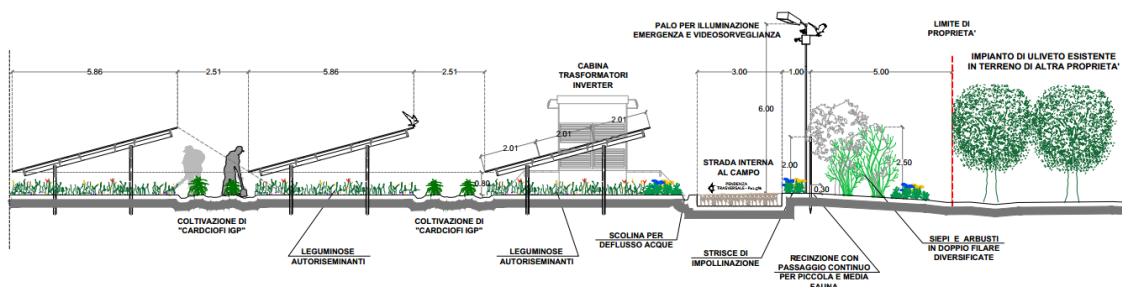 PALO PER ILLUMINAZIONE
EMERGENZA E VIDEOSORVEGLIANZA
LIMITE DI
PROPRIETA'
IMPIANTO DI ULIVETO ESISTENTE
IN TERRENO DI ALTRA PROPRIETA'
CABINA
TRASFORMATORI
INVERTER
5.86
2.51
5.86
2.51
3.00
1.00
5.00
6.00
2.01
2.01
2.01
0.80
2.00
2.50
0.30
STRADA INTERNA
AL CAMPO
PENDENZA
COLTIVAZIONE DI
"CARDCIOFI IGP"
LEGUMINOSE
AUTORISEMINANTI
COLTIVAZIONE DI
"CARDCIOFI IGP"
LEGUMINOSE
AUTORISEMINANTI
SCOLINA PER
DEFLUSSO ACQUE
STRISCE DI
IMPOLLINAZIONE
RECINZIONE CON
PASSAGGIO CONTINUO
PER PICCOLA E MEDIA
FAUNA
SIEPI E ARBUSTI
IN DOPPIO FILARE
DIVERSIFICATE